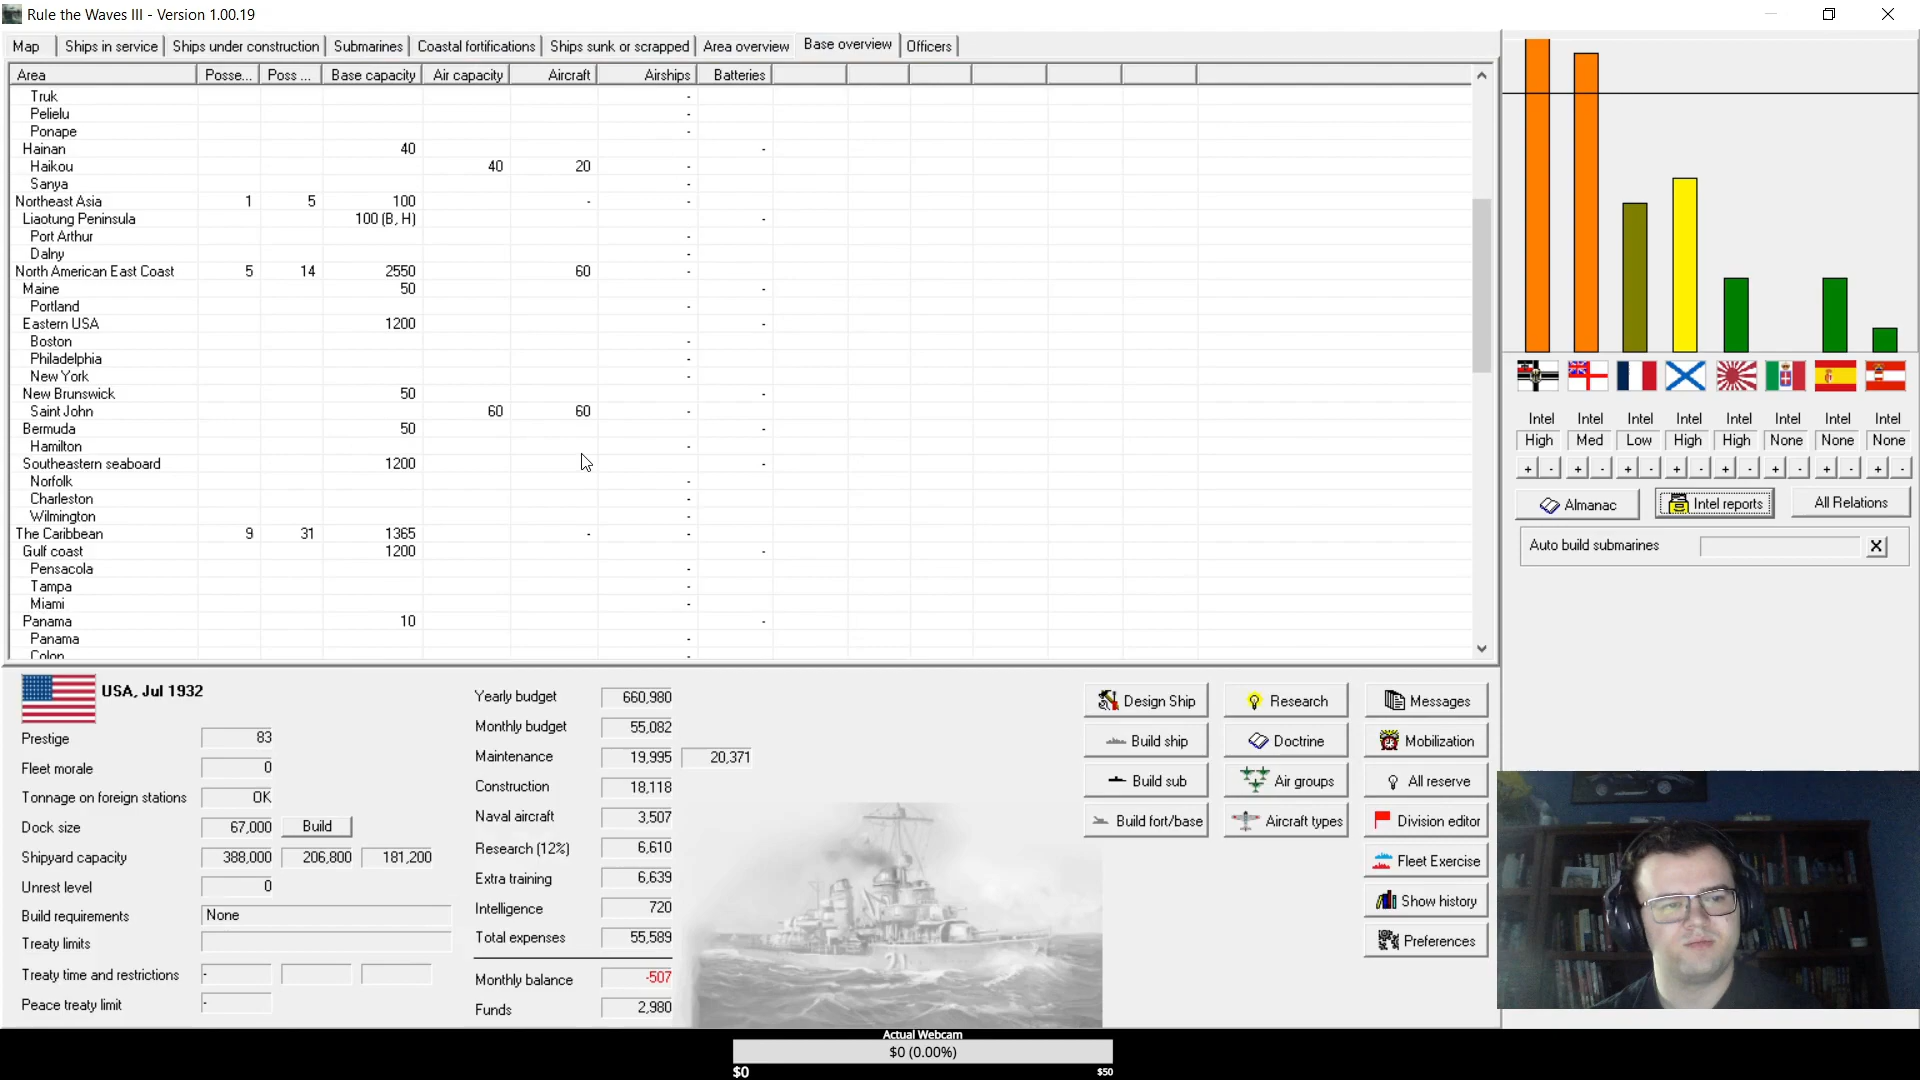 Rule the Waves III - Version 1.00.19
Map Ships in service Ships under construction Submarines Coastal fortifications Ships sunk or scrapped Area overview Base overview Officers
Area Posse... Poss ... Base capacity Air capacity Aircraft Airships Batteries
Truk -
Pelielu -
Ponape -
Hainan 40 -
Haikou 40 20 -
Sanya -
Northeast Asia 1 5 100 - -
Liaotung Peninsula 100 (B, H) -
Port Arthur -
Dalny -
North American East Coast 5 14 2550 60 -
Maine 50 -
Portland -
Eastern USA 1200 -
Boston -
Philadelphia -
New York -
New Brunswick 50 -
Saint John 60 60 -
Bermuda 50 -
Hamilton -
Southeastern seaboard 1200 -
Norfolk -
Charleston -
Wilmington -
The Caribbean 9 31 1365 - -
Gulf coast 1200 -
Pensacola -
Tampa -
Miami -
Panama 10 -
Panama -
Colon -
Intel Intel Intel Intel Intel Intel Intel Intel
High Med Low High High None None None
+ - + - + - + - + - + - + - + -
Almanac Intel reports All Relations
Auto build submarines X
USA, Jul 1932
Prestige 83
Fleet morale 0
Tonnage on foreign stations OK
Dock size 67,000 Build
Shipyard capacity 388,000 206,800 181,200
Unrest level 0
Build requirements None
Treaty limits
Treaty time and restrictions -
Peace treaty limit -
Yearly budget 660,980
Monthly budget 55,082
Maintenance 19,995 20,371
Construction 18,118
Naval aircraft 3,507
Research (12%) 6,610
Extra training 6,639
Intelligence 720
Total expenses 55,589
Monthly balance -507
Funds 2,980
21
Design Ship Research Messages
Build ship Doctrine Mobilization
Build sub Air groups All reserve
Build fort/base Aircraft types Division editor
Fleet Exercise
Show history
Preferences
Actual Webcam
$0 (0.00%)
$0 $50